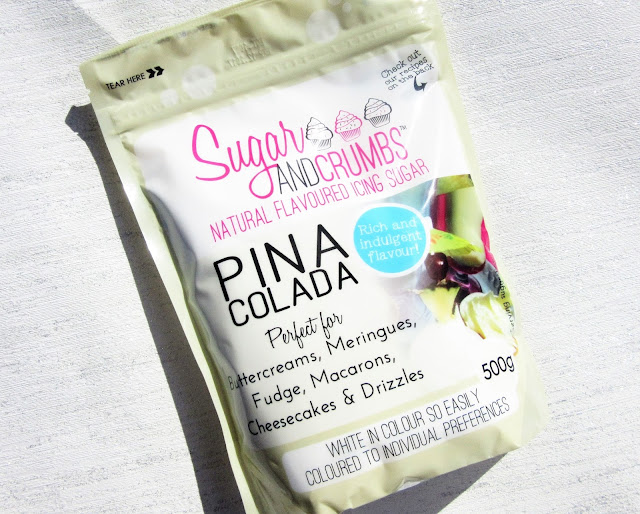 TEAR HERE >>
Check out
our recipes
on the back
Sugar
ANDCRUMBS™
NATURAL FLAVOURED ICING SUGAR
PINA
COLADA
Rich and
indulgent
flavour!
Perfect for
Buttercreams, Meringues,
Fudge, Macarons,
Cheesecakes & Drizzles
500g
WHITE IN COLOUR SO EASILY
COLOURED TO INDIVIDUAL PREFERENCES